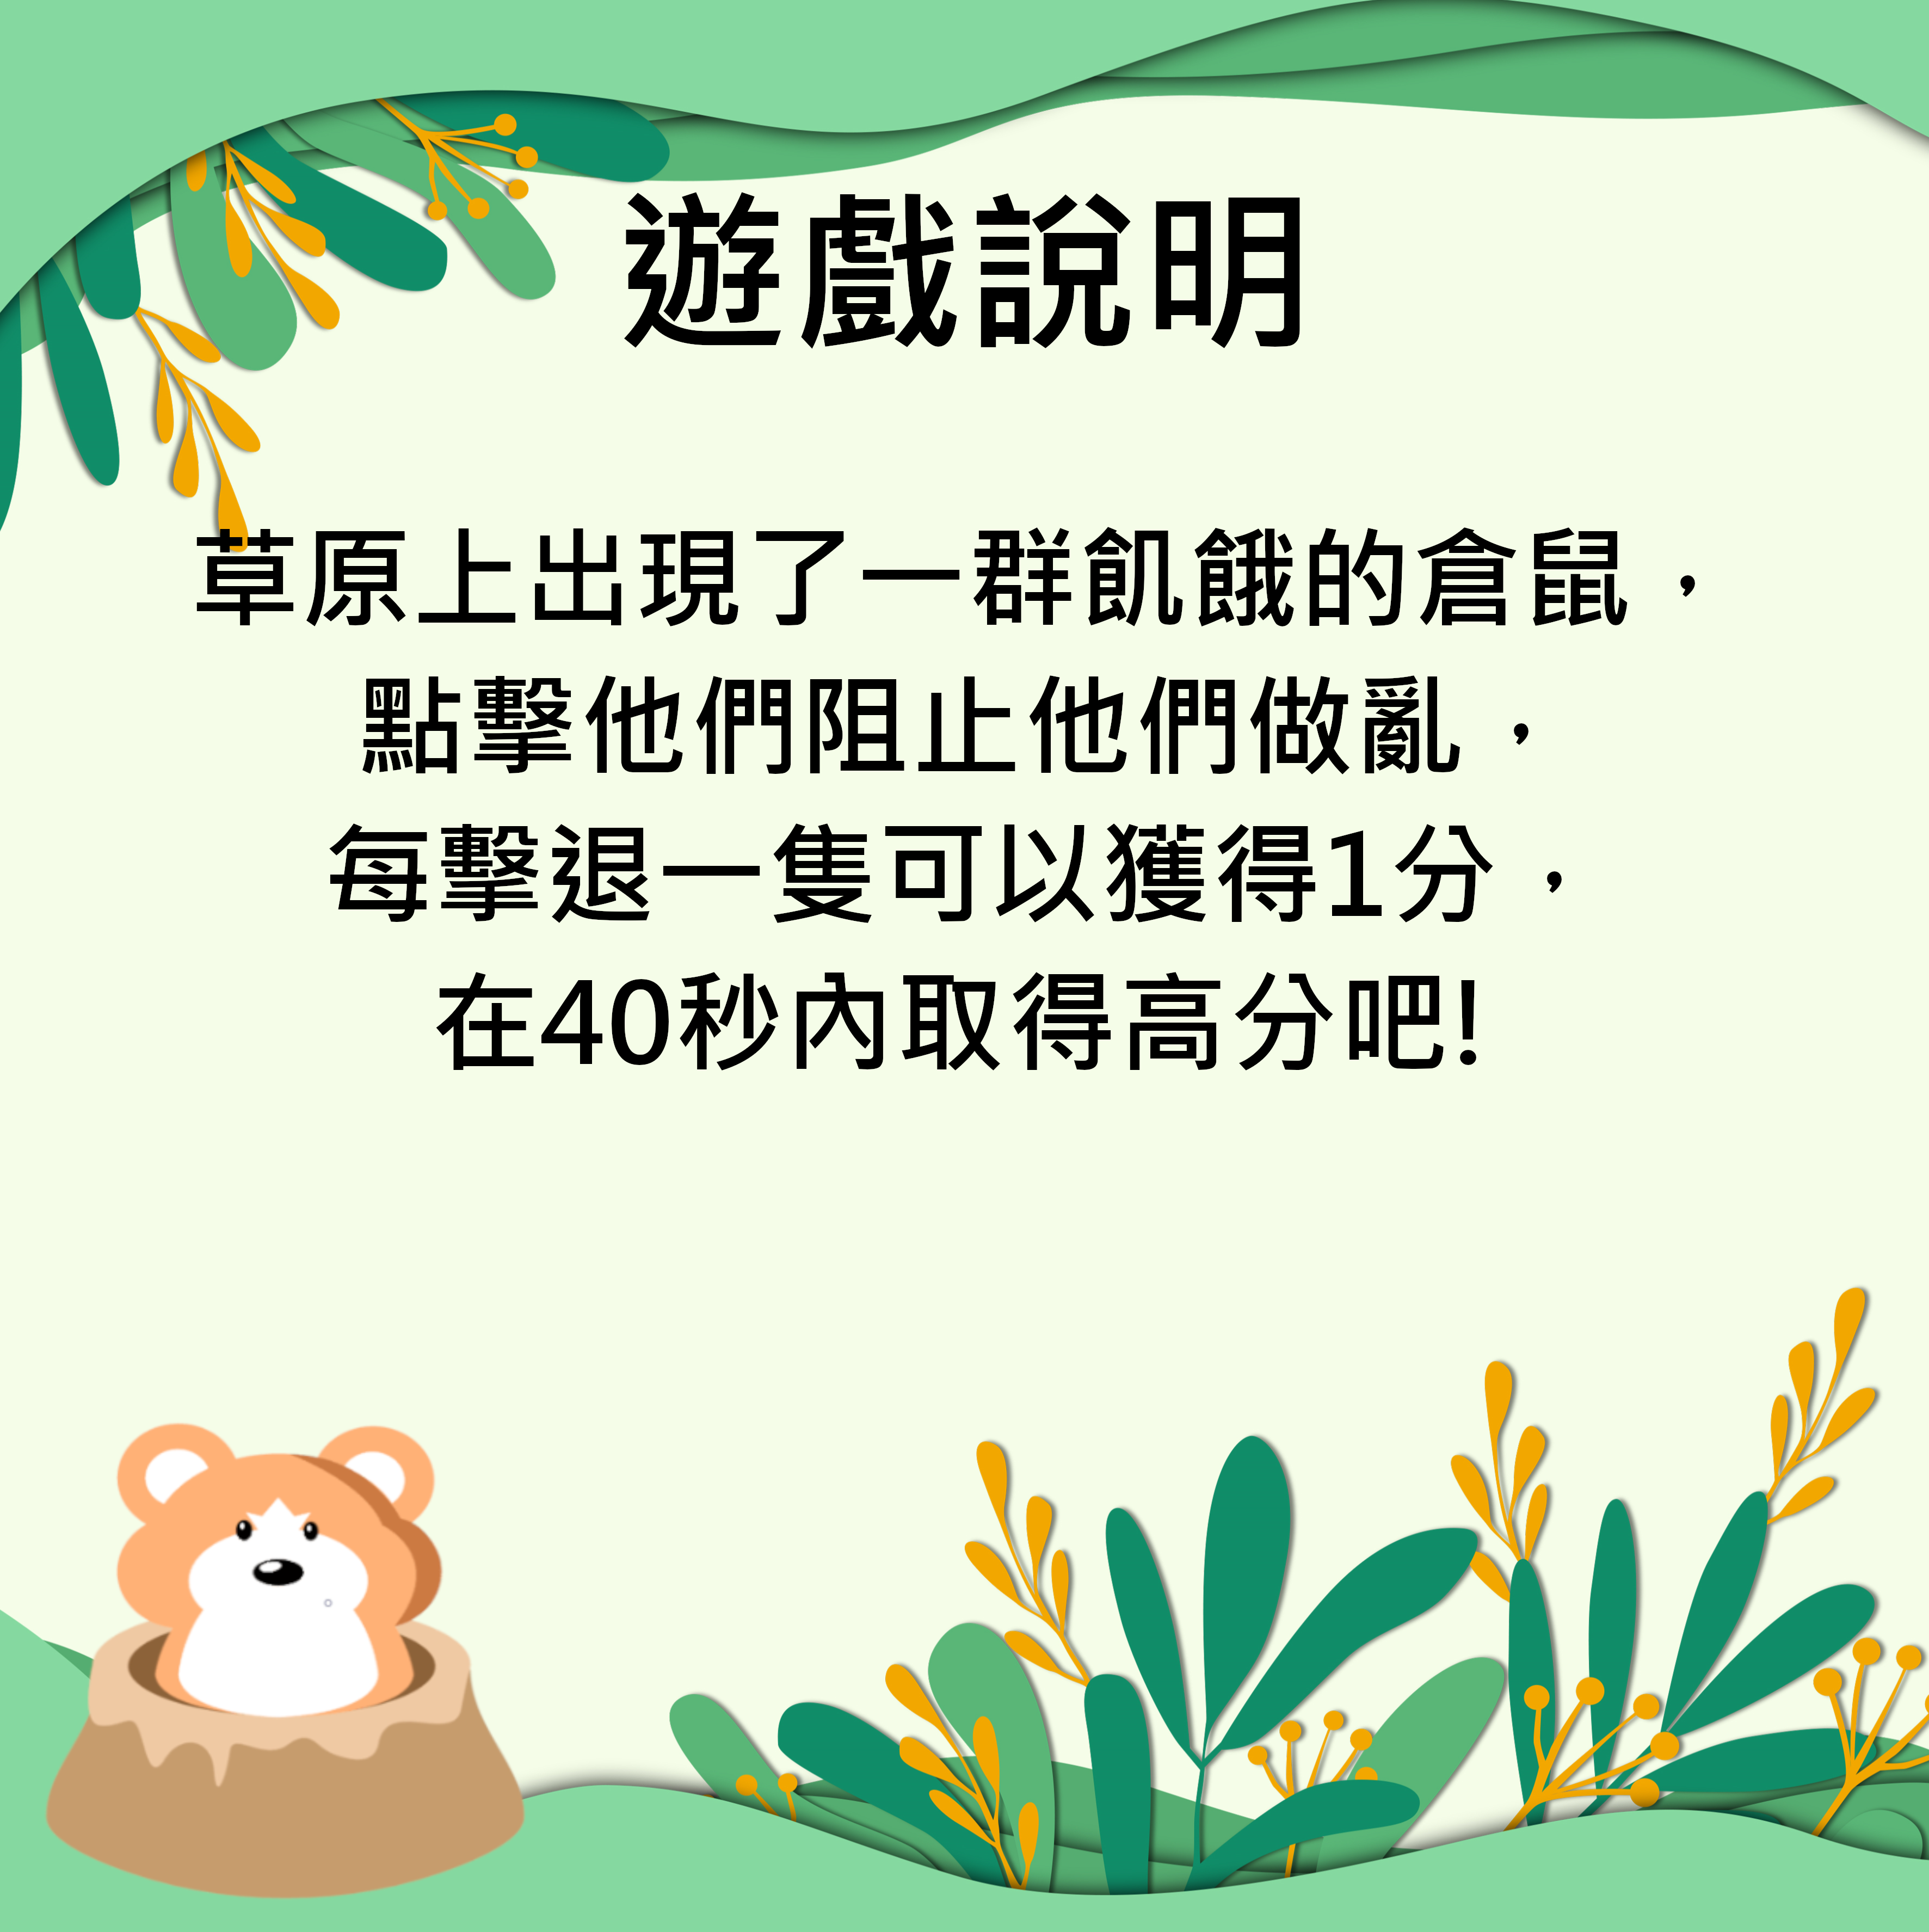 遊戲說明
草原上出現了一群飢餓的倉鼠，
點擊他們阻止他們做亂，
每擊退一隻可以獲得1分，
在40秒內取得高分吧!